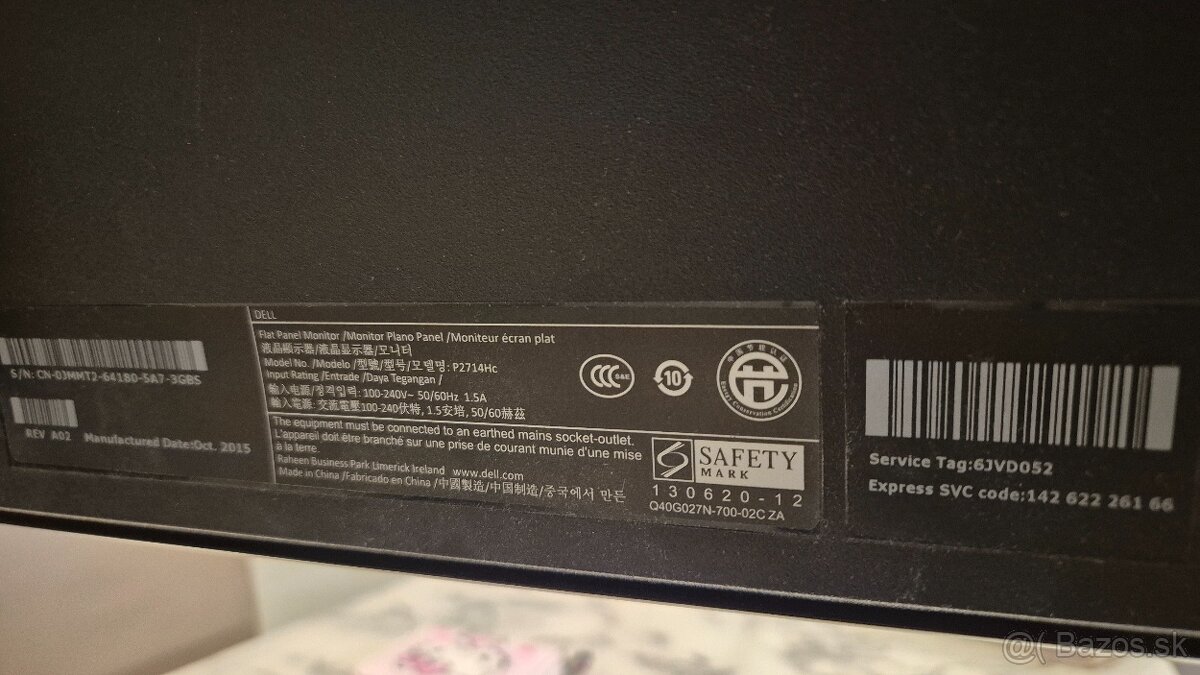 S/N: CN-0JMMT2-64180-5A7-3GBS
REV A02 Manufactured Date:Oct. 2015
DELL
Flat Panel Monitor /Monitor Plano Panel /Moniteur écran plat
液晶顯示器/液晶显示器/모니터
Model No. /Modelo /型號/型号/모델명: P2714Hc
Input Rating /Entrade /Daya Tegangan /
輸入电源/정격입력: 100-240V~ 50/60Hz 1.5A
輸入電源: 交流電壓100-240伏特, 1.5安培, 50/60赫茲
The equipment must be connected to an earthed mains socket-outlet.
L'appareil doit être branché sur une prise de courant munie d'une mise
à la terre.
Raheen Business Park Limerick Ireland www.dell.com
Made in China /Fabricado en China /中國製造/中国制造/중국에서 만든
CCC S&E
10
Battery Conservation Certification
SAFETY
MARK
130620-12
Q40G027N-700-02C ZA
Service Tag:6JVD052
Express SVC code:142 622 261 66
@( Bazos.sk